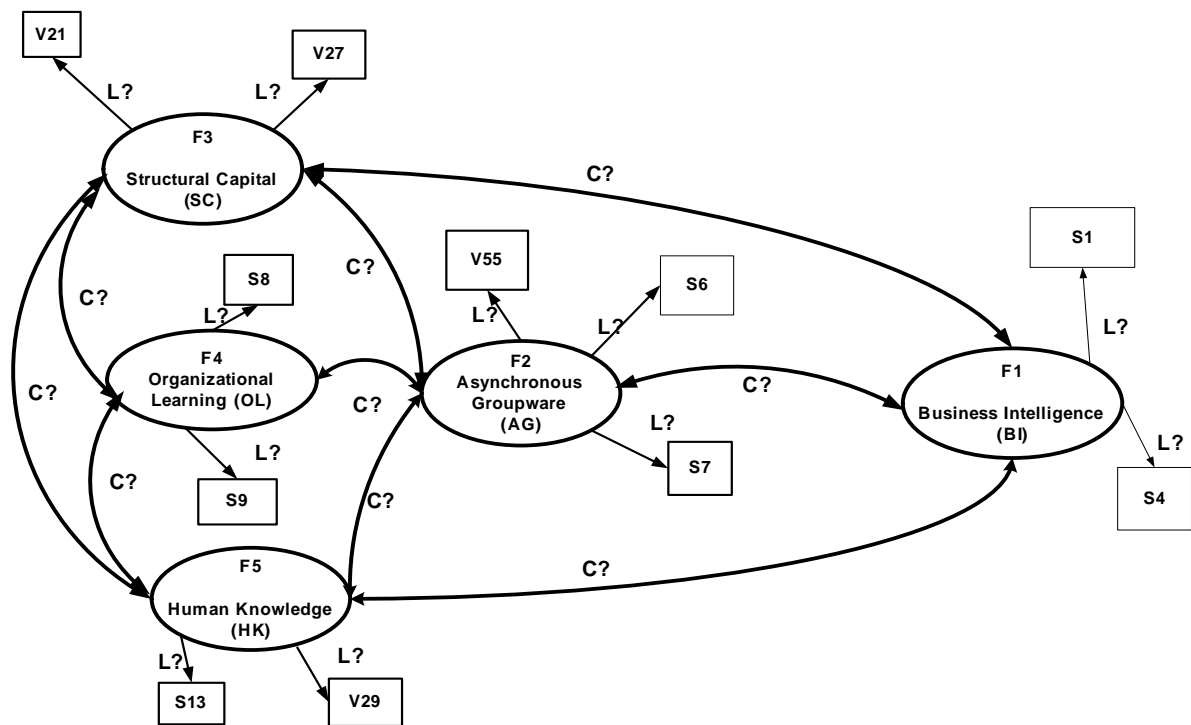 V21
V27
L?
L?
F3
Structural Capital
(SC)
C?
S1
V55
S6
C?
S8
C?
L?
L?
L?
L?
F4
Organizational
Learning (OL)
F2
Asynchronous
Groupware
(AG)
F1
Business Intelligence
(BI)
C?
C?
C?
L?
L?
L?
S7
S9
C?
C?
S4
F5
Human Knowledge
(HK)
C?
L?
L?
S13
V29